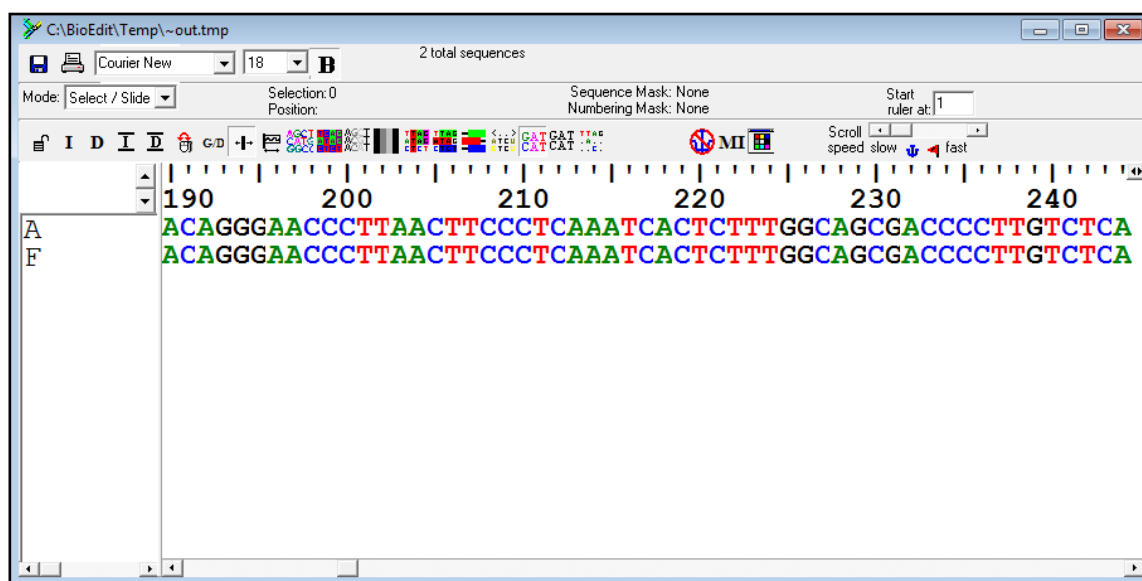 C:\BioEdit\Temp\~out.tmp
Courier New 18 B 2 total sequences
Mode: Select / Slide Selection: 0 Sequence Mask: None Start
Position: Numbering Mask: None ruler at: 1
I D I D G/D MI Scroll
speed slow fast
190 200 210 220 230 240
A ACAGGGAACCCTTAACTTCCCTCAAATCACTCTTTGGCAGCGACCCCTTGTCTCA
F ACAGGGAACCCTTAACTTCCCTCAAATCACTCTTTGGCAGCGACCCCTTGTCTCA